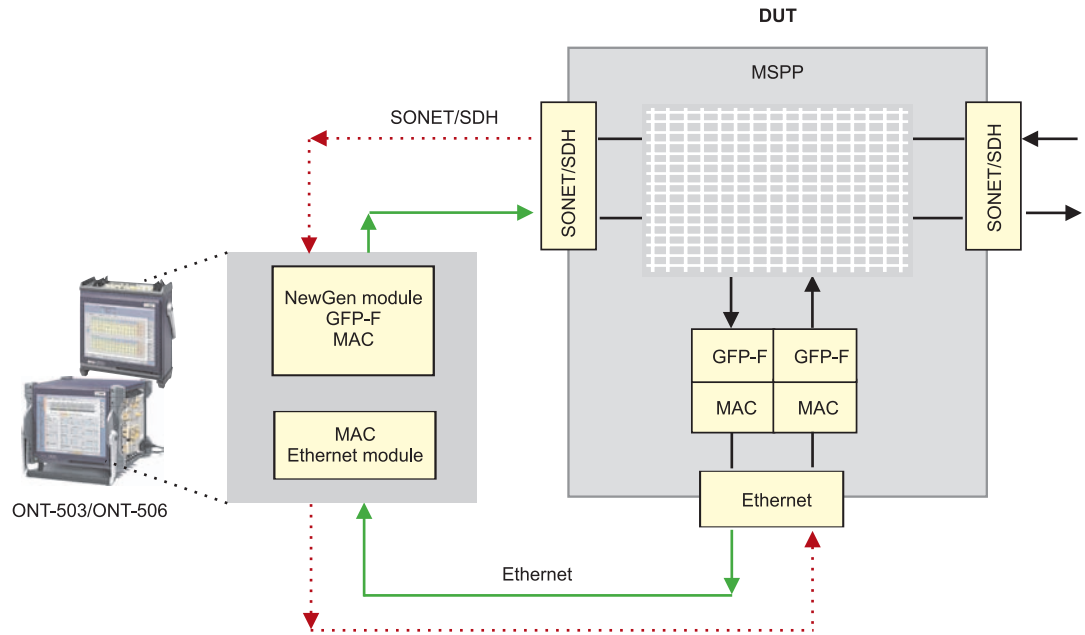 DUT
MSPP
SONET/SDH
SONET/SDH
SONET/SDH
NewGen module
GFP-F
MAC
GFP-F
GFP-F
MAC
MAC
MAC
Ethernet module
Ethernet
ONT-503/ONT-506
Ethernet